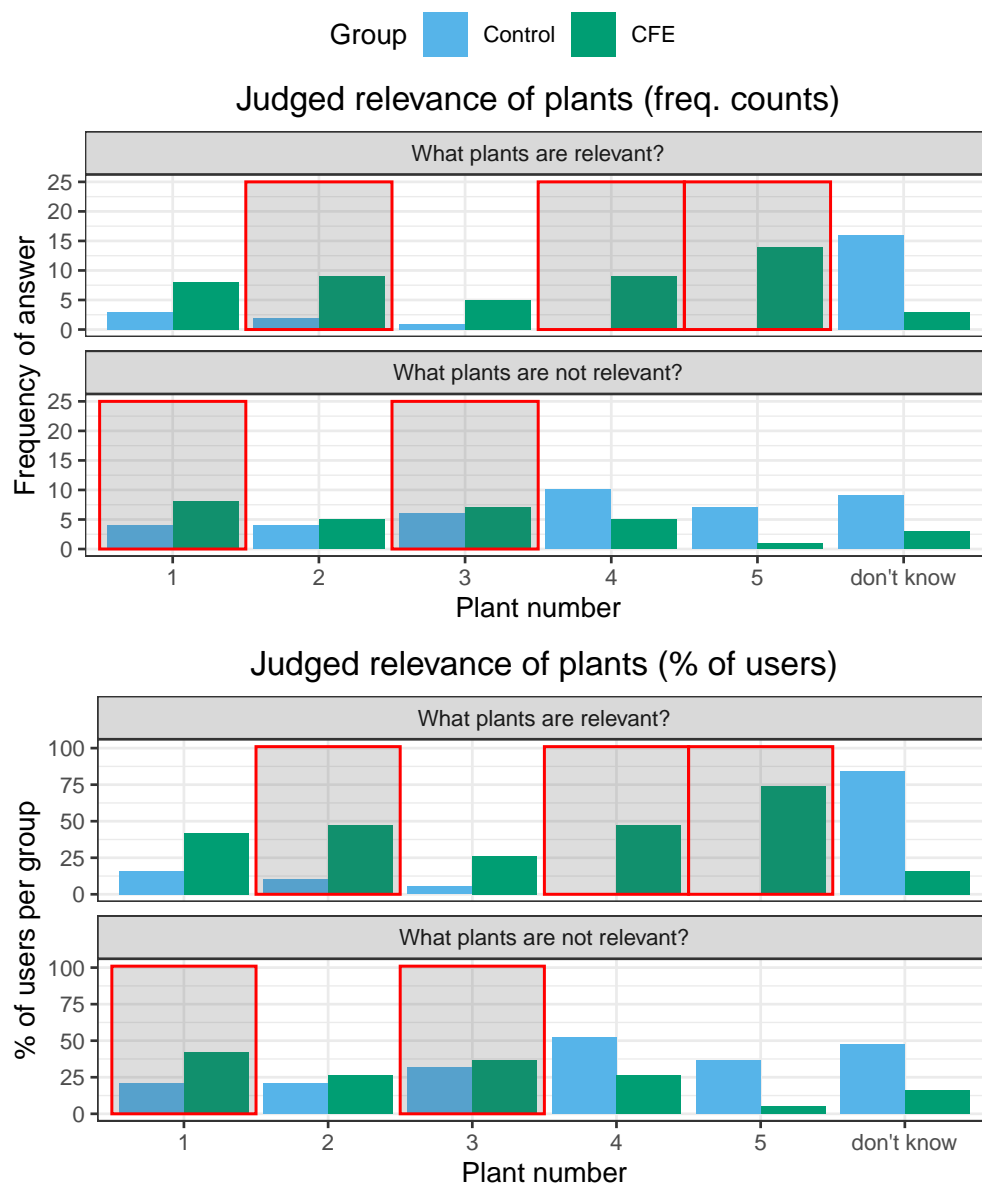 Group Control CFE
Judged relevance of plants (freq. counts)
What plants are relevant?
25
20
15
10
5
0
What plants are not relevant?
25
20
15
10
5
0
Frequency of answer
1 2 3 4 5 don't know
Plant number
Judged relevance of plants (% of users)
What plants are relevant?
100
75
50
25
0
What plants are not relevant?
100
75
50
25
0
% of users per group
1 2 3 4 5 don't know
Plant number